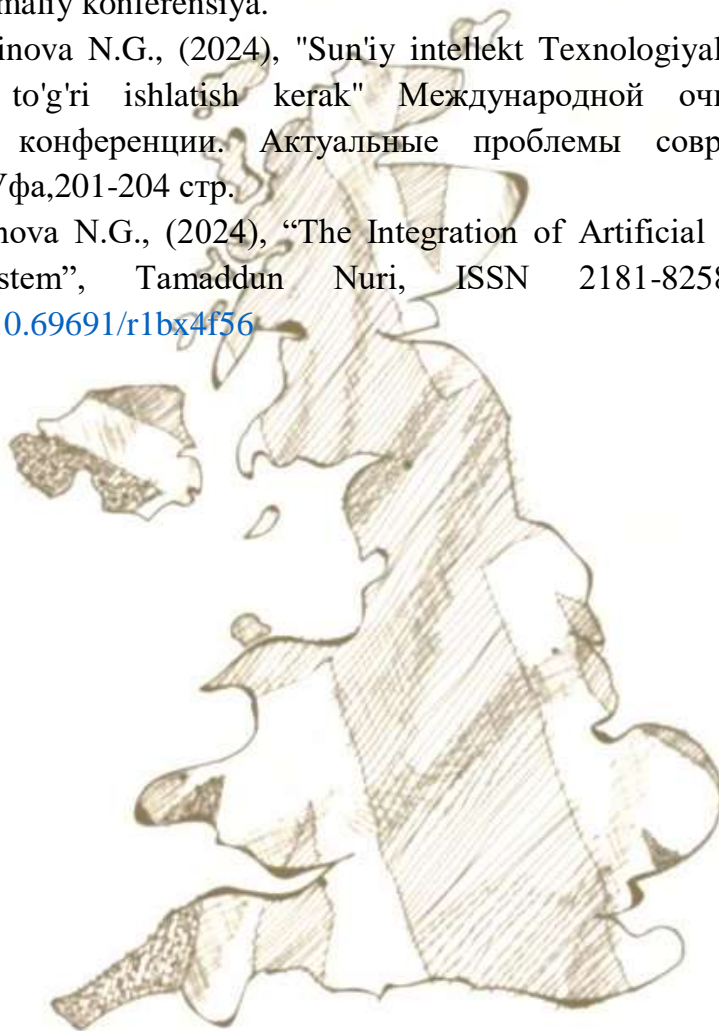 maliy konferensiya.
inova N.G., (2024), "Sun'iy intellekt Texnologiyal
to'g'ri ishlatish kerak" Международной очн
конференции. Актуальные проблемы совр
Уфа,201-204 стр.
nova N.G., (2024), “The Integration of Artificial
stem”, Tamaddun Nuri, ISSN 2181-8258
0.69691/r1bx4f56